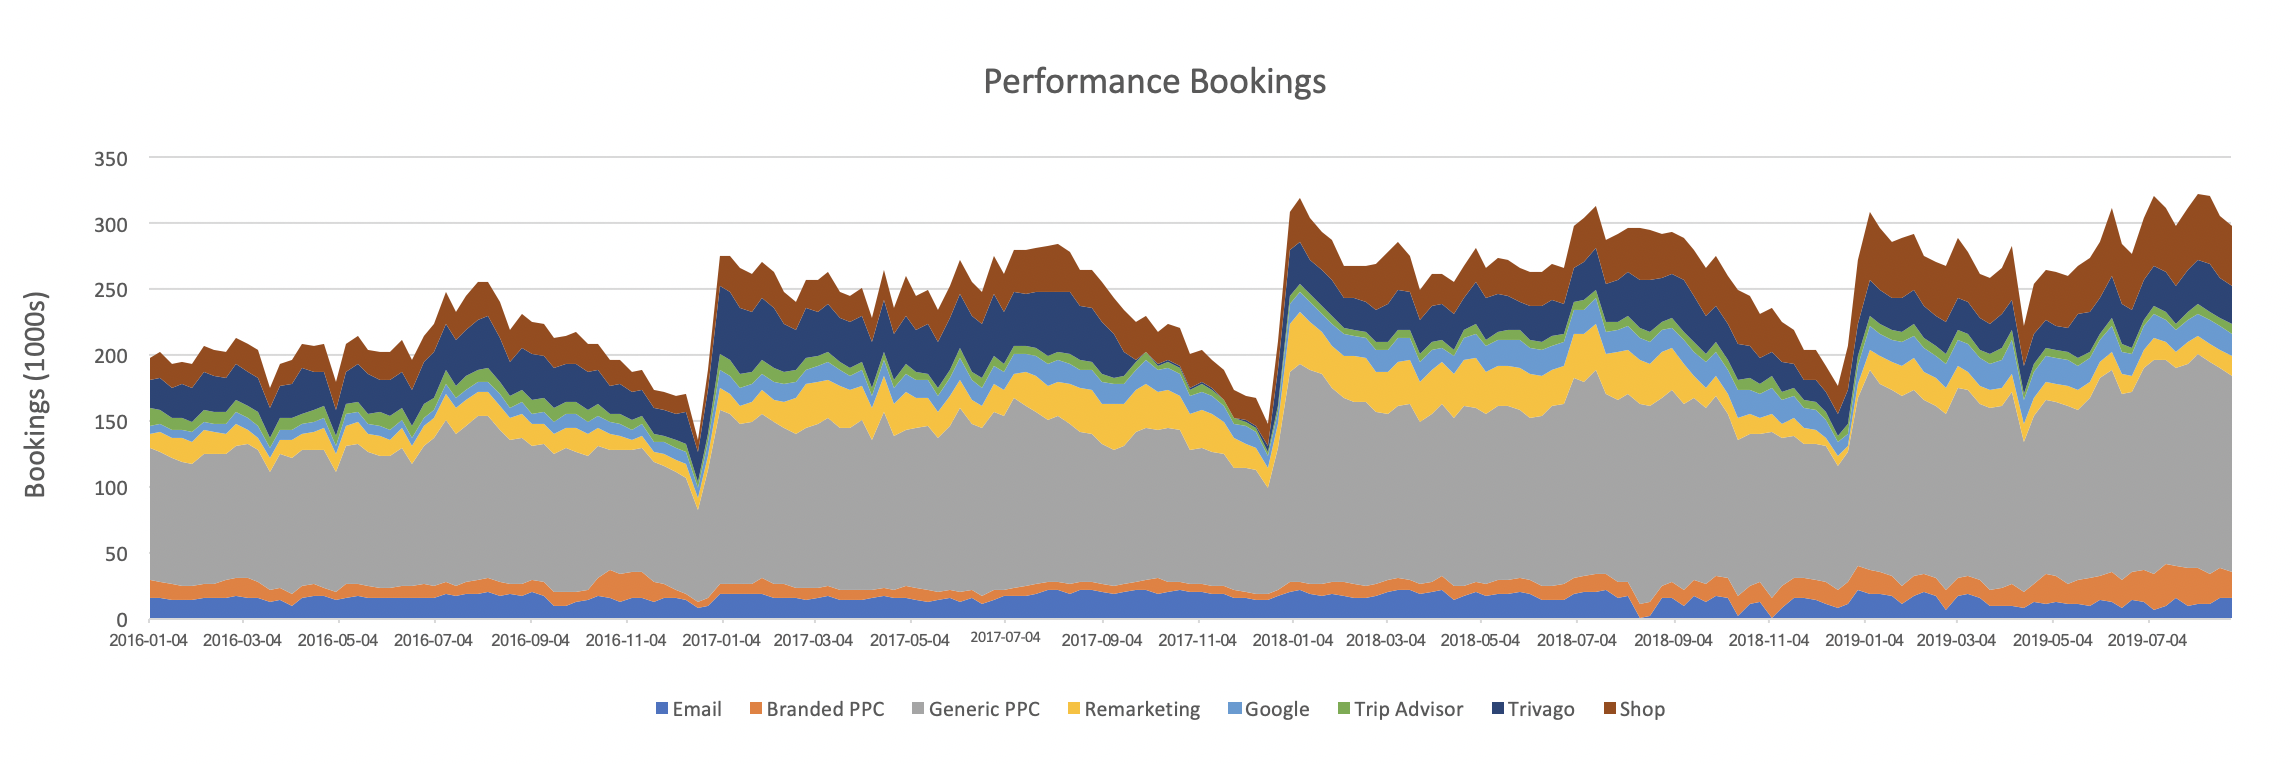 Performance Bookings
Bookings (1000s)
350
300
250
200
150
100
50
0
2016-01-04 2016-03-04 2016-05-04 2016-07-04 2016-09-04 2016-11-04 2017-01-04 2017-03-04 2017-05-04 2017-07-04 2017-09-04 2017-11-04 2018-01-04 2018-03-04 2018-05-04 2018-07-04 2018-09-04 2018-11-04 2019-01-04 2019-03-04 2019-05-04 2019-07-04
Email Branded PPC Generic PPC Remarketing Google Trip Advisor Trivago Shop